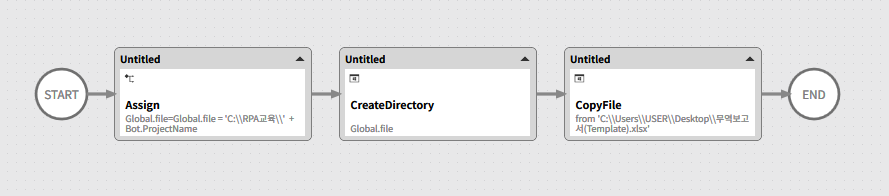 START
Untitled
Assign
Global.file=Global.file = 'C:\\RPA교육\\' +
Bot.ProjectName
Untitled
CreateDirectory
Global.file
Untitled
CopyFile
from 'C:\\Users\\USER\\Desktop\\무역보고
서(Template).xlsx'
END